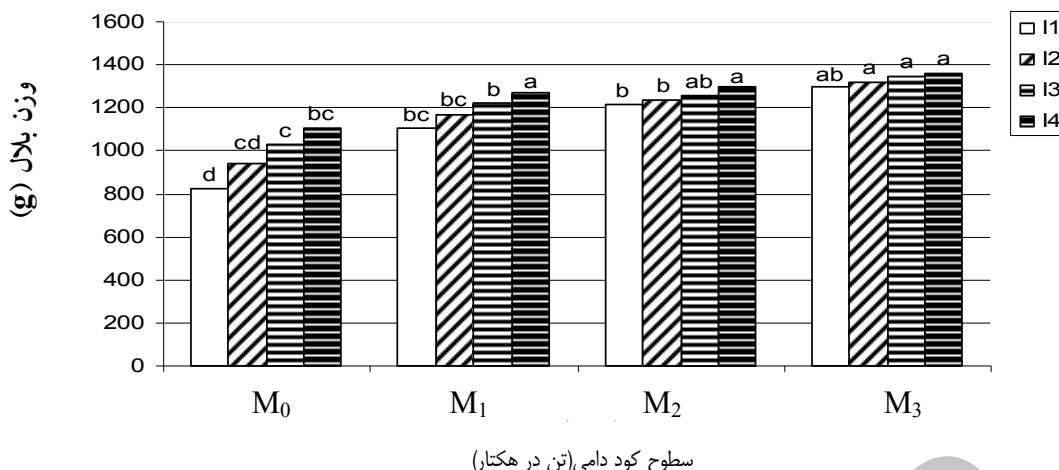 1600
1400
1200
1000
800
600
400
200
0
وزن بلال (g)
d cd c bc
bc bc b a
b b ab a
ab a a a
I1
I2
I3
I4
M₀ M₁ M₂ M₃
سطوح کود دامی(تن در هکتار)